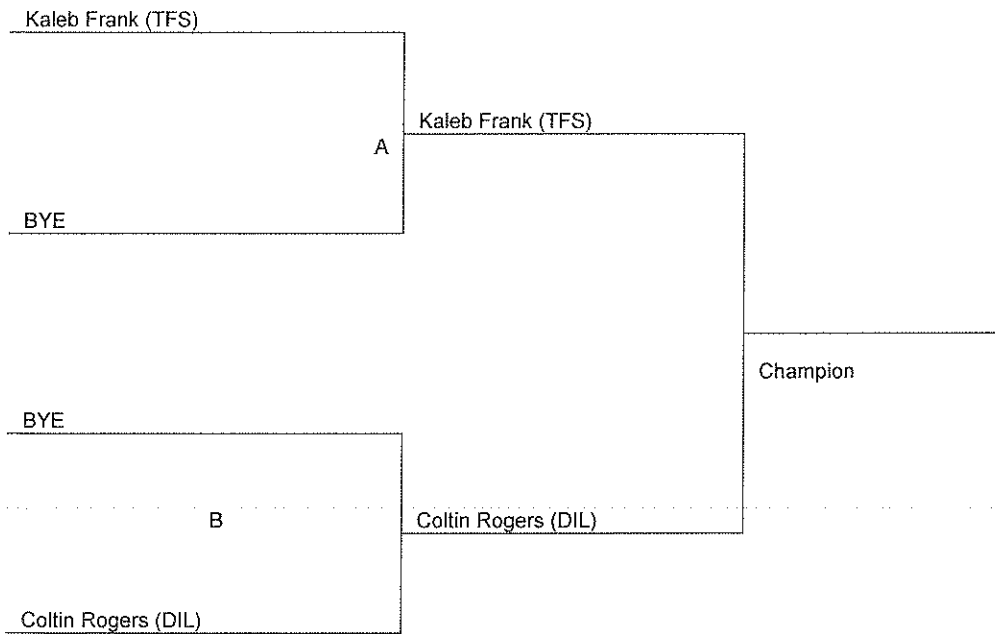 Kaleb Frank (TFS)
Kaleb Frank (TFS)
A
BYE
Champion
BYE
B
Coltin Rogers (DIL)
Coltin Rogers (DIL)